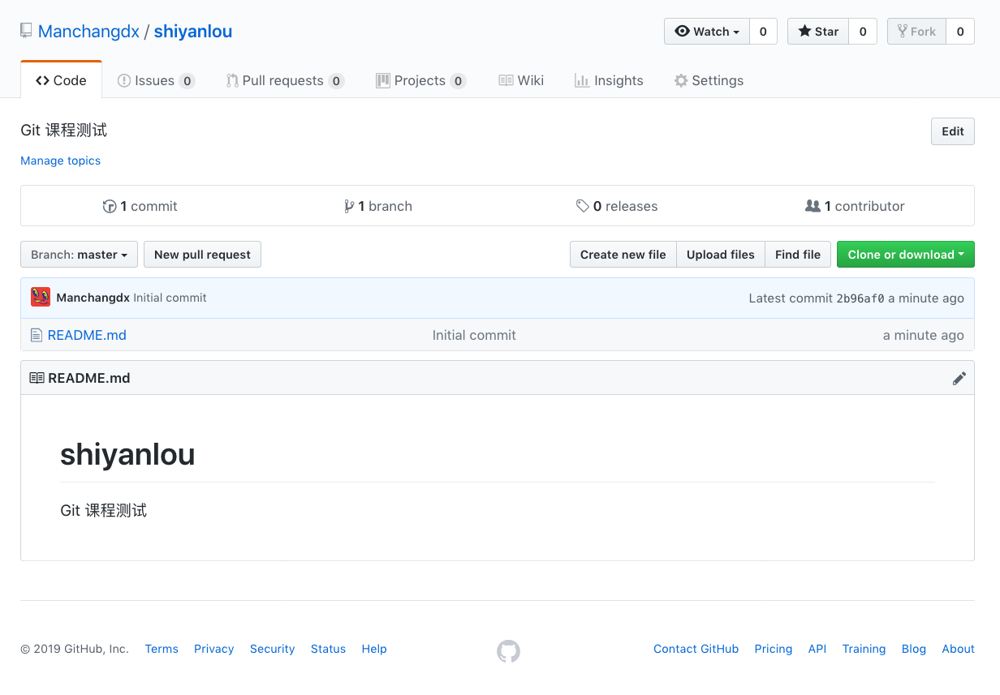 Manchangdx / shiyanlou Watch 0 Star 0 Fork 0
Code Issues 0 Pull requests 0 Projects 0 Wiki Insights Settings
Git 课程测试 Edit
Manage topics
1 commit 1 branch 0 releases 1 contributor
Branch: master New pull request Create new file Upload files Find file Clone or download
Manchangdx Initial commit Latest commit 2b96af0 a minute ago
README.md Initial commit a minute ago
README.md
shiyanlou
Git 课程测试
© 2019 GitHub, Inc. Terms Privacy Security Status Help Contact GitHub Pricing API Training Blog About